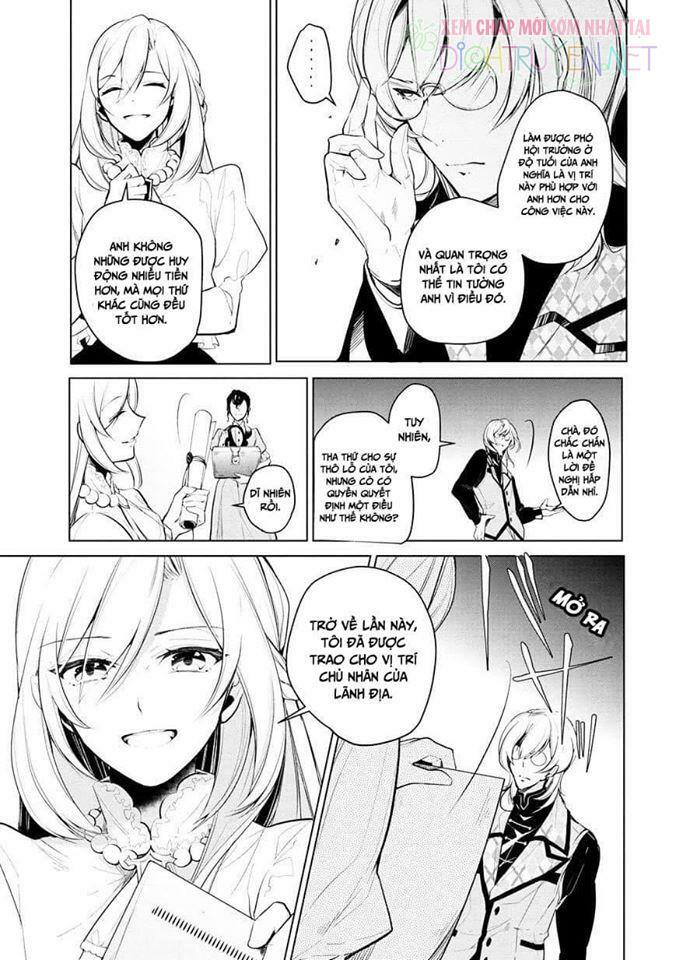 XEM CHAP MỚI SỚM NHẤT TẠI
DICHTRUYEN.NET
......
LÀM ĐƯỢC PHÓ
HỘI TRƯỞNG Ở
ĐỘ TUỔI CỦA ANH
NGHĨA LÀ VỊ TRÍ
NÀY PHÙ HỢP VỚI
ANH HƠN CHO
CÔNG VIỆC NÀY.
VÀ QUAN TRỌNG
NHẤT LÀ TÔI CÓ
THỂ TIN TƯỞNG
ANH VÌ ĐIỀU ĐÓ.
ANH KHÔNG
NHỮNG ĐƯỢC HUY
ĐỘNG NHIỀU TIỀN
HƠN, MÀ MỌI THỨ
KHÁC CŨNG ĐỀU
TỐT HƠN.
CHÀ, ĐÓ
CHẮC CHẮN
LÀ MỘT
LỜI ĐỀ
NGHỊ HẤP
DẪN NHỈ.
TUY
NHIÊN,
THA THỨ CHO SỰ
THÔ LỖ CỦA TÔI,
NHƯNG CÔ CÓ
QUYỀN QUYẾT
ĐỊNH MỘT ĐIỀU
NHƯ THẾ KHÔNG?
DĨ NHIÊN
RỒI.
MỞ RA
TRỞ VỀ LẦN NÀY,
TÔI ĐÃ ĐƯỢC
TRAO CHO VỊ TRÍ
CHỦ NHÂN CỦA
LÃNH ĐỊA.